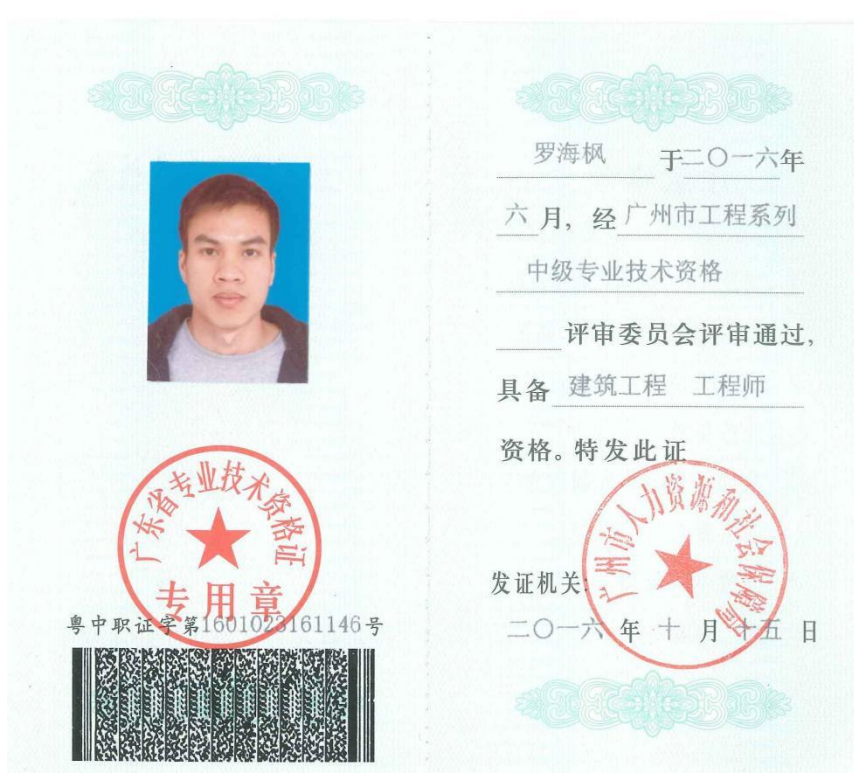 广东省专业技术资格证
专用章
粤中职证字第1601023161146号
罗海枫 于二〇一六年
六月，经广州市工程系列
中级专业技术资格
评审委员会评审通过，
具备 建筑工程 工程师
资格。特发此证
广州市人力资源和社会保障局
发证机关:
二〇一六年十月十五日